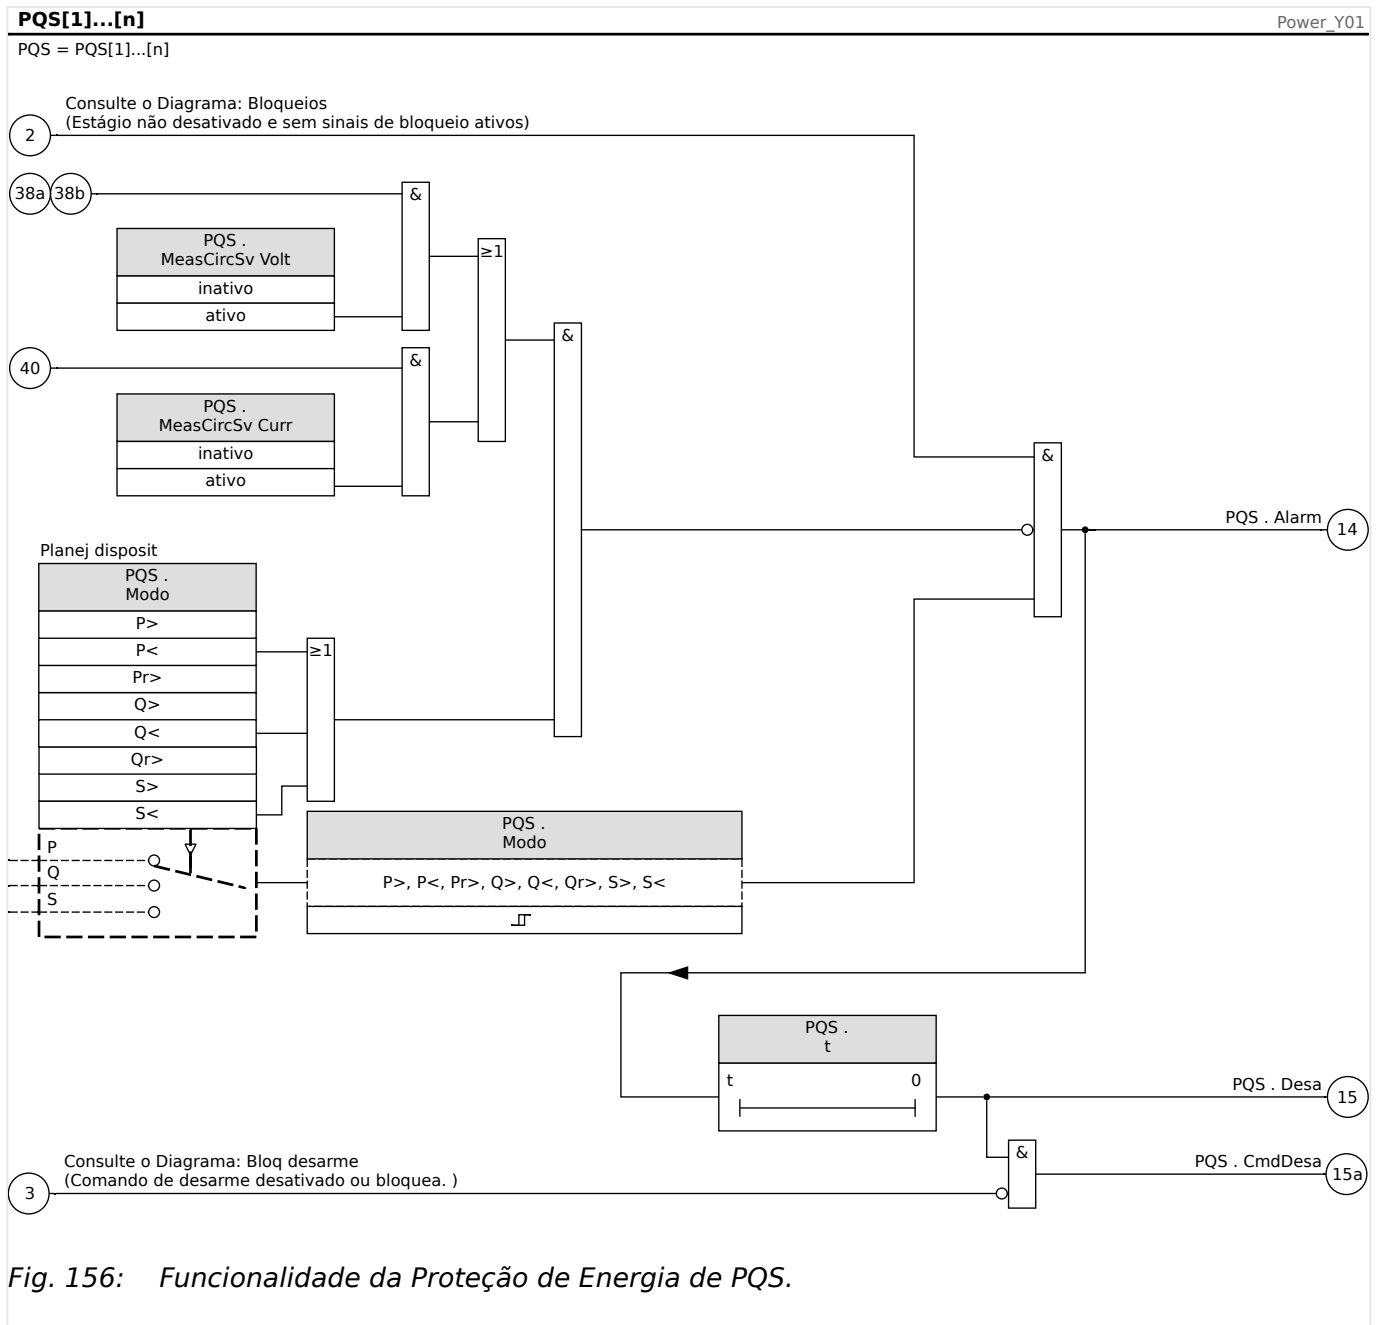 PQS[1]...[n]
Power_Y01
PQS = PQS[1]...[n]
Consulte o Diagrama: Bloqueios
(Estágio não desativado e sem sinais de bloqueio ativos)
2
38a 38b
&
PQS .
MeasCircSv Volt
inativo
ativo
≥1
&
40
&
PQS .
MeasCircSv Curr
inativo
ativo
&
PQS . Alarm
14
Planej disposit
PQS .
Modo
P>
P<
Pr>
Q>
Q<
Qr>
S>
S<
≥1
P
Q
S
PQS .
Modo
P>, P<, Pr>, Q>, Q<, Qr>, S>, S<
PQS .
t
t 0
PQS . Desa
15
&
PQS . CmdDesa
15a
Consulte o Diagrama: Bloq desarme
(Comando de desarme desativado ou bloquea. )
3
Fig. 156: Funcionalidade da Proteção de Energia de PQS.